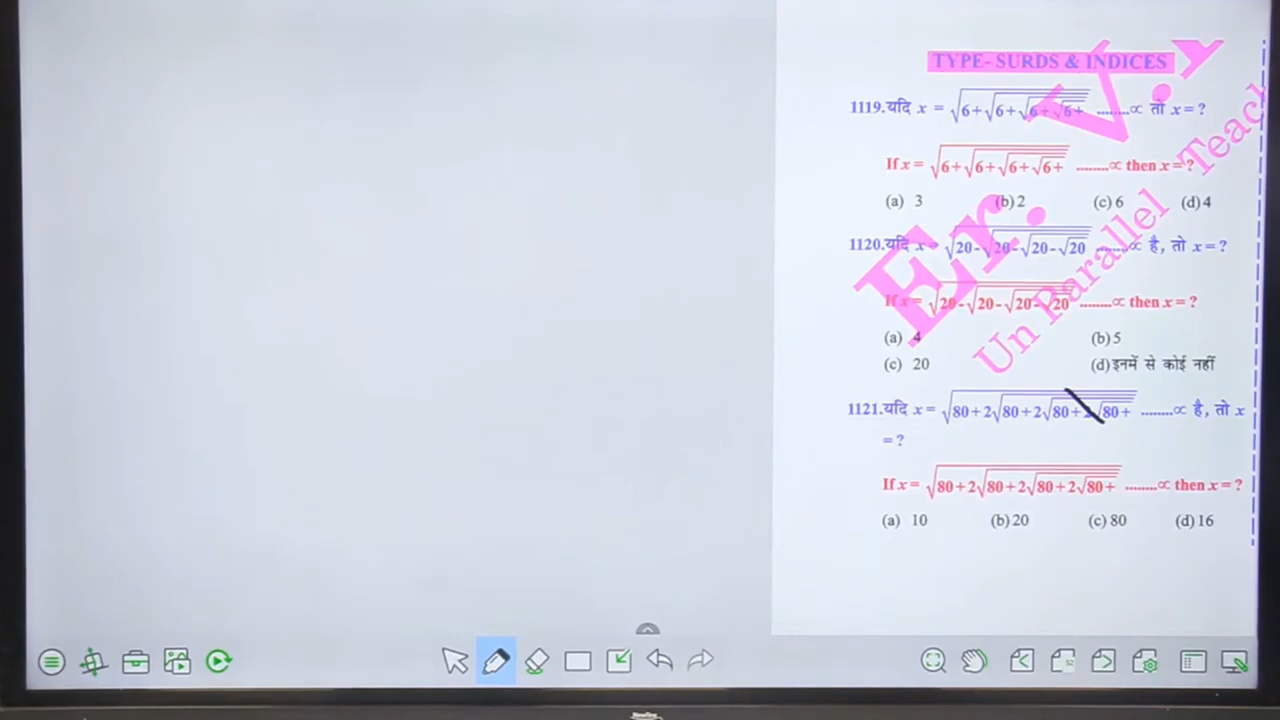 TYPE- SURDS & INDICES
1119.यदि x = √6+√6+√6+√6+ ........∝ तो x = ?
If x = √6+√6+√6+√6+ ........∝ then x = ?
(a) 3 (b) 2 (c) 6 (d) 4
1120.यदि x = √20-√20-√20-√20 ........∝ है, तो x = ?
If x = √20-√20-√20-√20 ........∝ then x = ?
(a) 4 (b) 5
(c) 20 (d) इनमें से कोई नहीं
1121.यदि x = √80+2√80+2√80+2√80+ ........∝ है, तो x
= ?
If x = √80+2√80+2√80+2√80+ ........∝ then x = ?
(a) 10 (b) 20 (c) 80 (d) 16
Er. V.
Un Parallel Teac